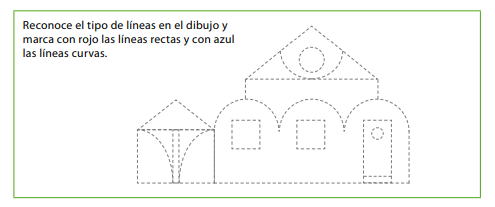 Reconoce el tipo de líneas en el dibujo y
marca con rojo las líneas rectas y con azul
las líneas curvas.